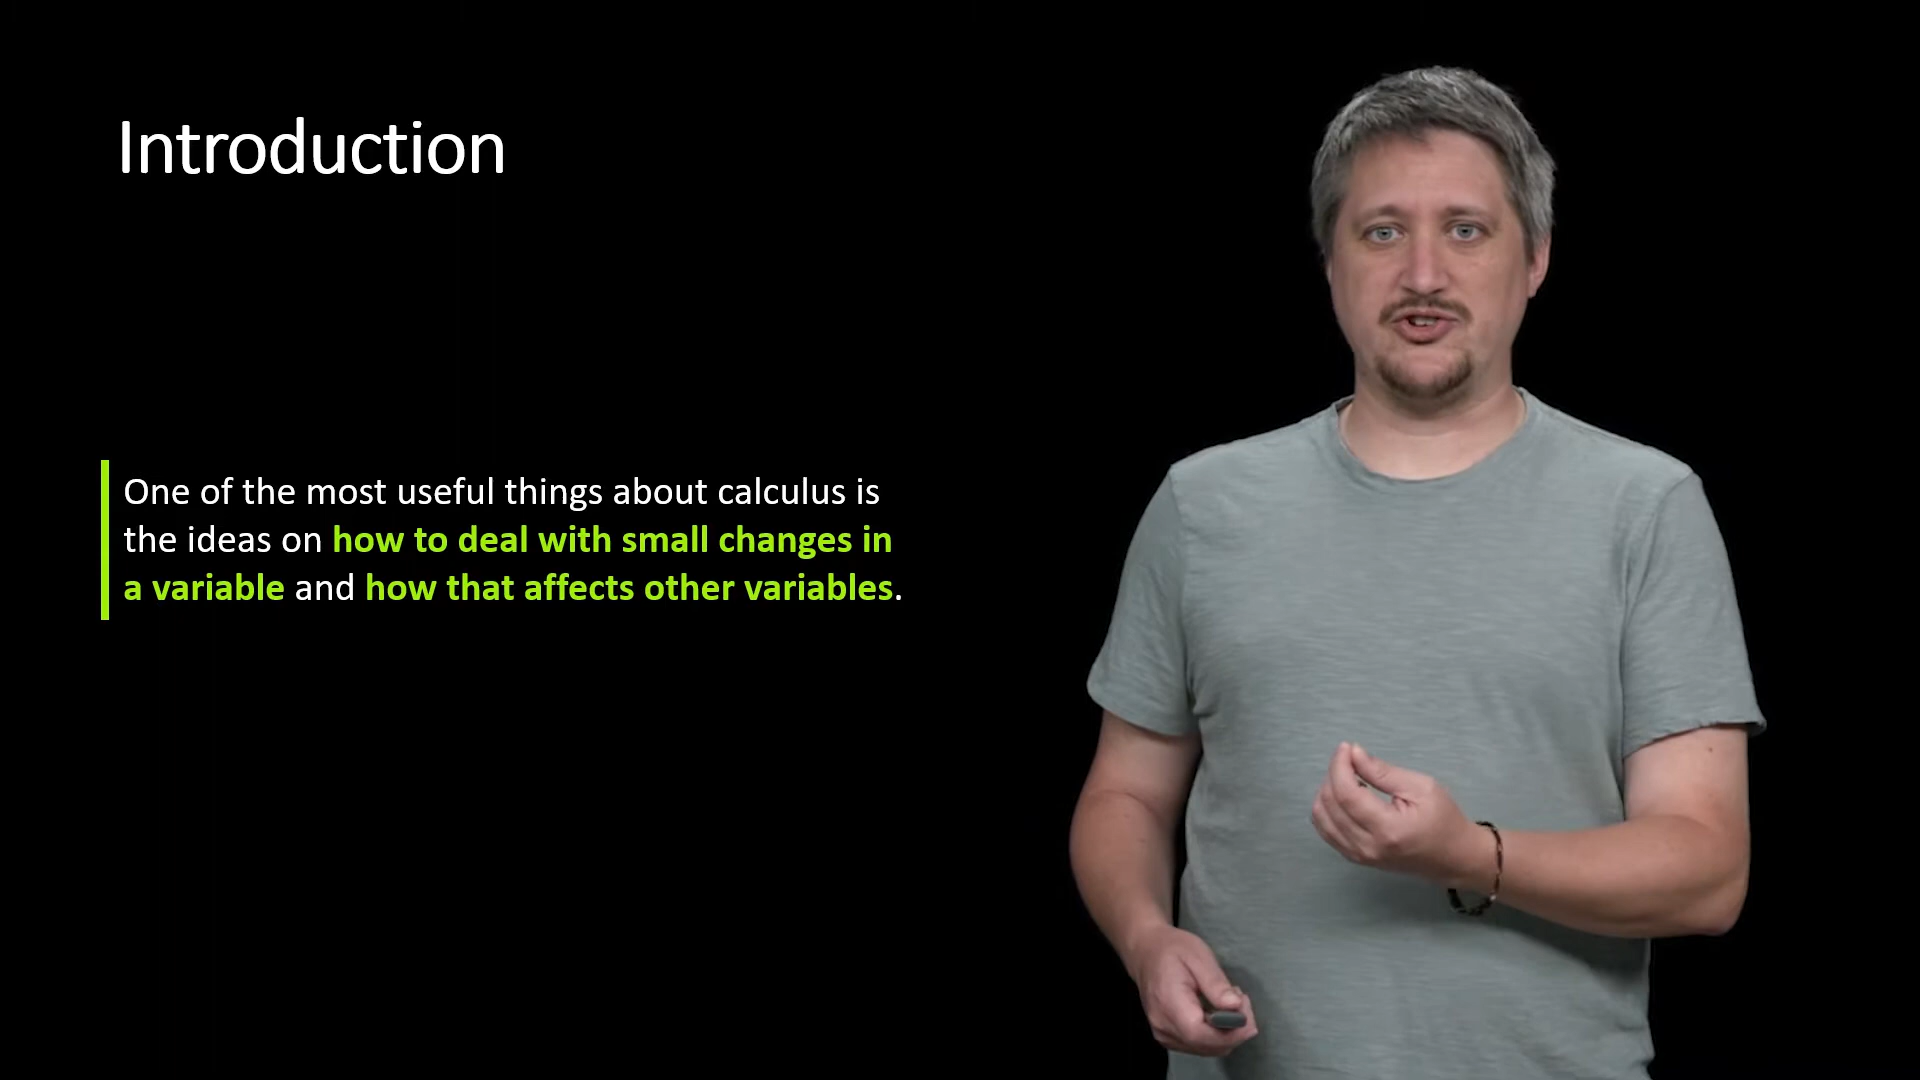 Introduction
One of the most useful things about calculus is
the ideas on how to deal with small changes in
a variable and how that affects other variables.